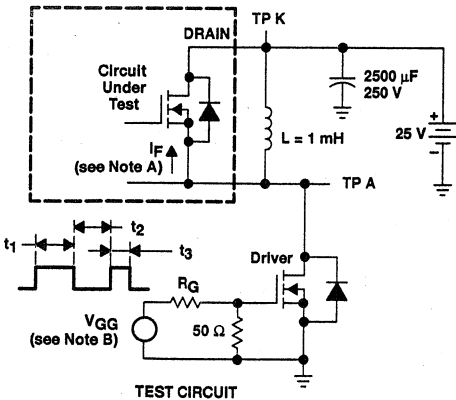 TP K
DRAIN
Circuit
Under
Test
2500 µF
250 V
+
25 V
−
L = 1 mH
IF
(see Note A)
TP A
t2
t1
t3
Driver
RG
VGG
(see Note B)
50 Ω
TEST CIRCUIT